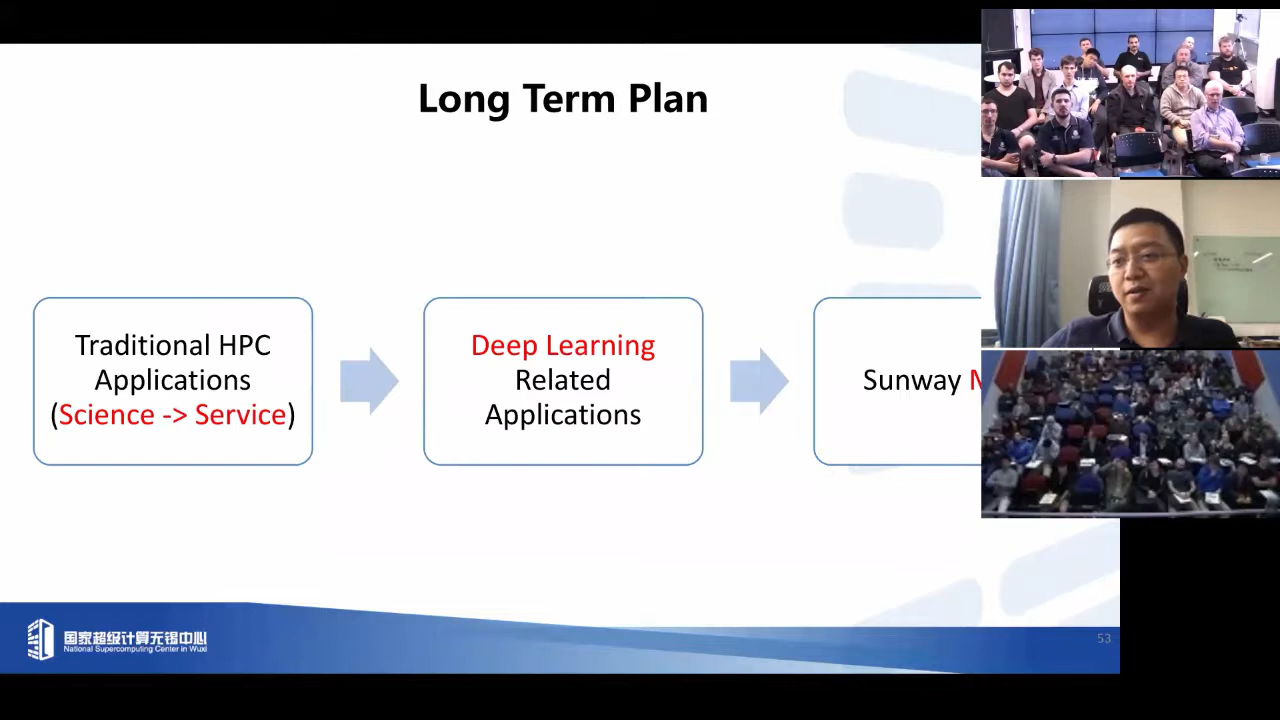 Long Term Plan
Traditional HPC
Applications
(Science -> Service)
Deep Learning
Related
Applications
Sunway
国家超级计算无锡中心
National Supercomputing Center in Wuxi
53